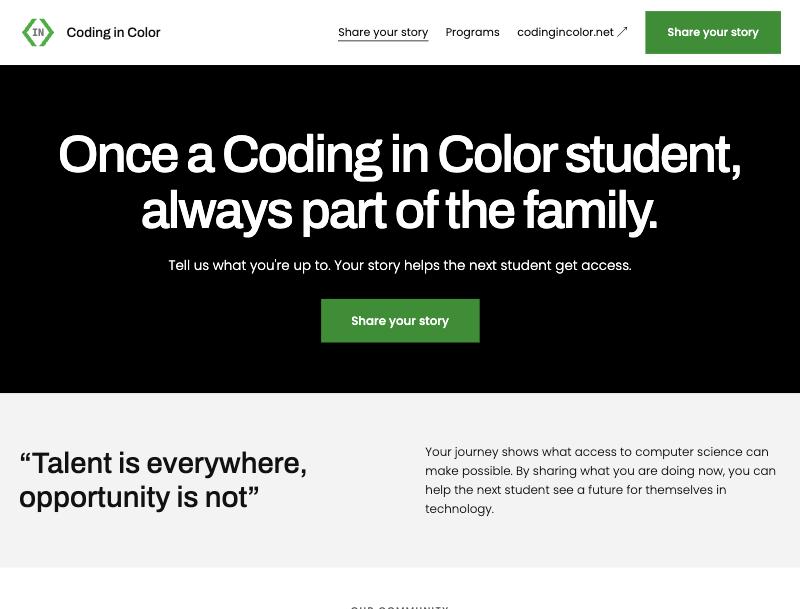 IN
Coding in Color
Share your story
Programs
codingincolor.net ↗
Share your story
Once a Coding in Color student,
always part of the family.
Tell us what you're up to. Your story helps the next student get access.
Share your story
“Talent is everywhere,
opportunity is not”
Your journey shows what access to computer science can
make possible. By sharing what you are doing now, you can
help the next student see a future for themselves in
technology.
OUR COMMUNITY